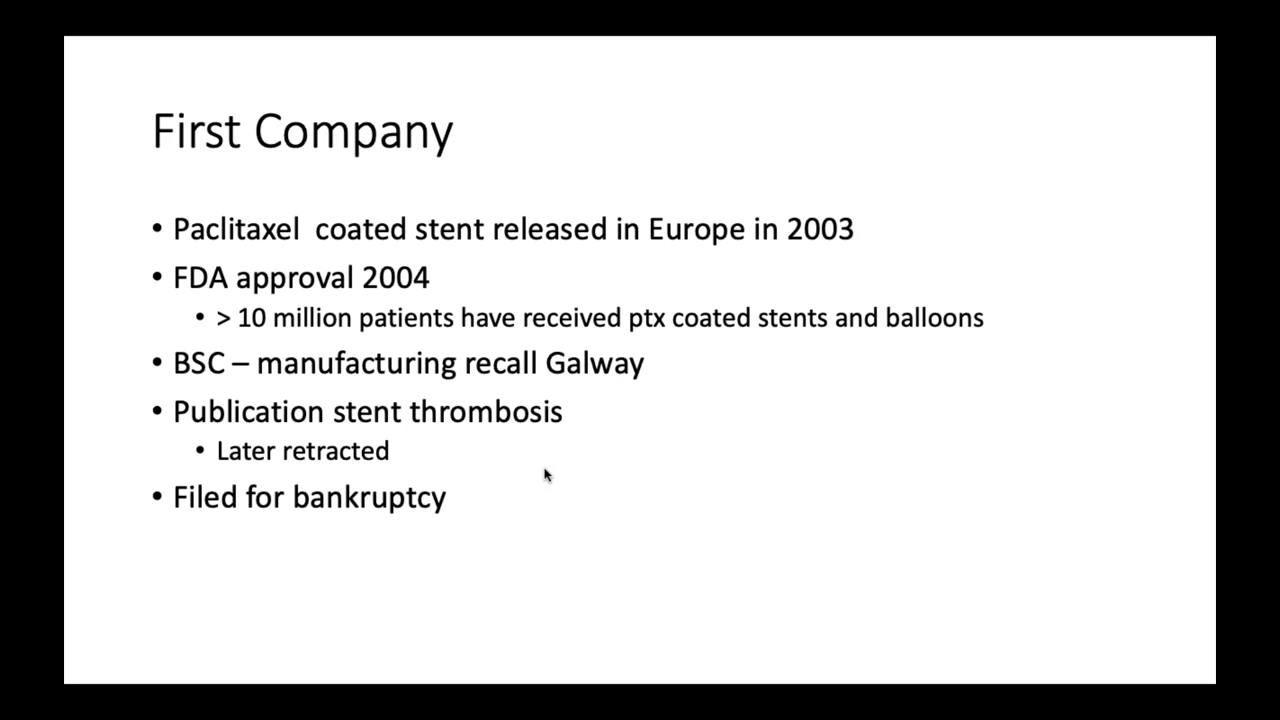 First Company
• Paclitaxel  coated stent released in Europe in 2003
• FDA approval 2004
• > 10 million patients have received ptx coated stents and balloons
• BSC – manufacturing recall Galway
• Publication stent thrombosis
• Later retracted
• Filed for bankruptcy